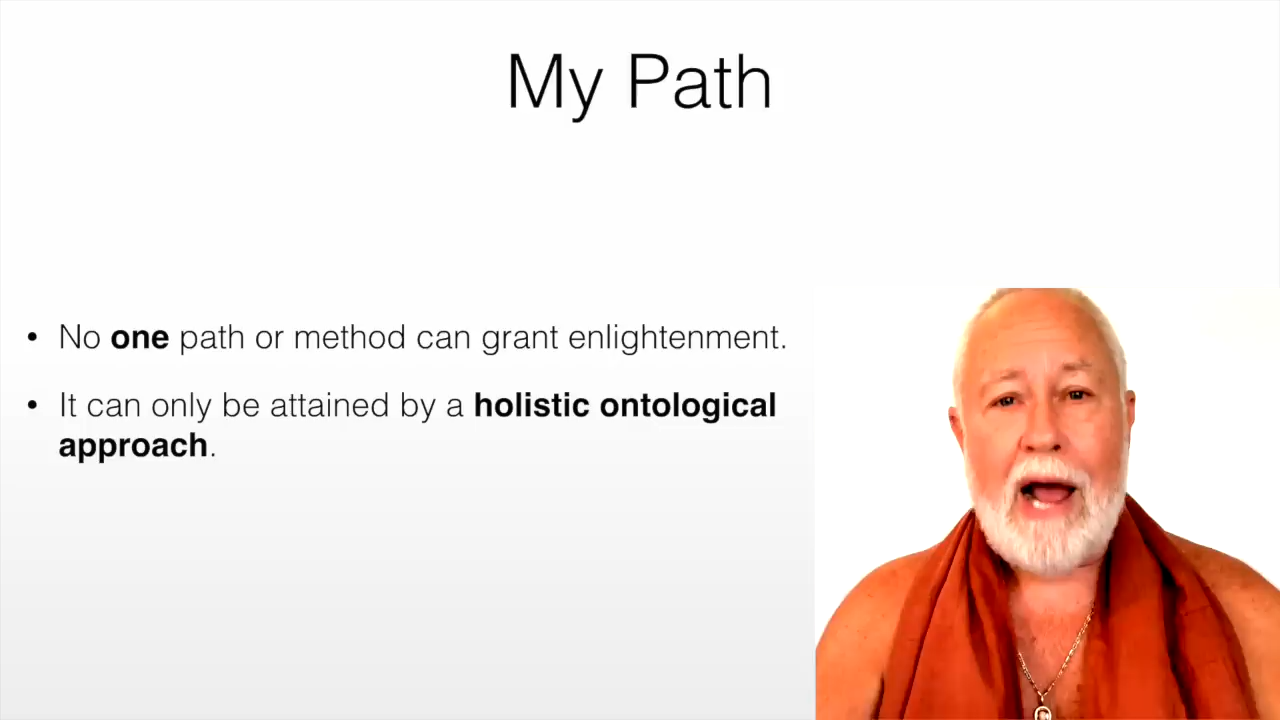 My Path
• No one path or method can grant enlightenment.
• It can only be attained by a holistic ontological
approach.